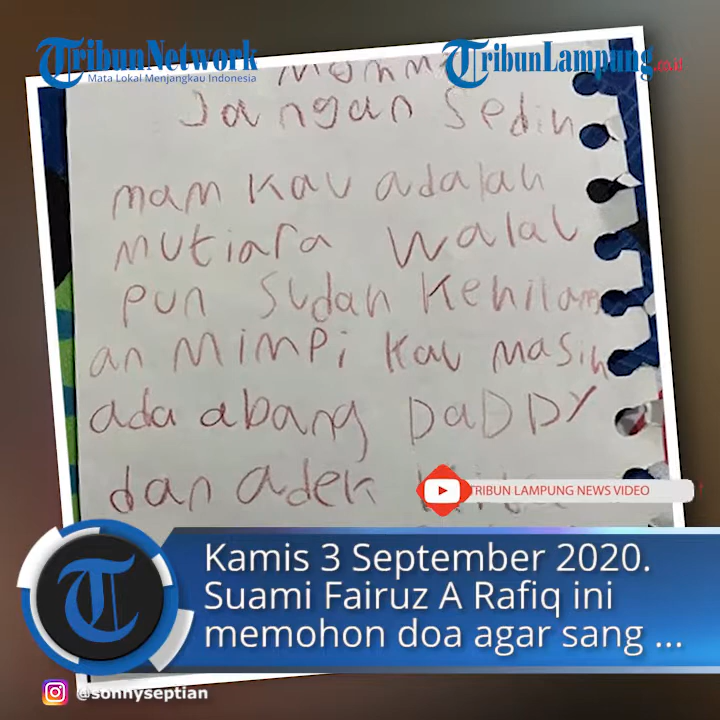 TribunNetwork
Mata Lokal Menjangkau Indonesia
TribunLampung.co.id
Jangan Sedih
mam kau adalah
mutiara walau
pun sudah kehilang
an mimpi kau masih
ada abang DaDDY
dan adek
TRIBUN LAMPUNG NEWS VIDEO
Kamis 3 September 2020.
Suami Fairuz A Rafiq ini
memohon doa agar sang ...
@sonnyseptian